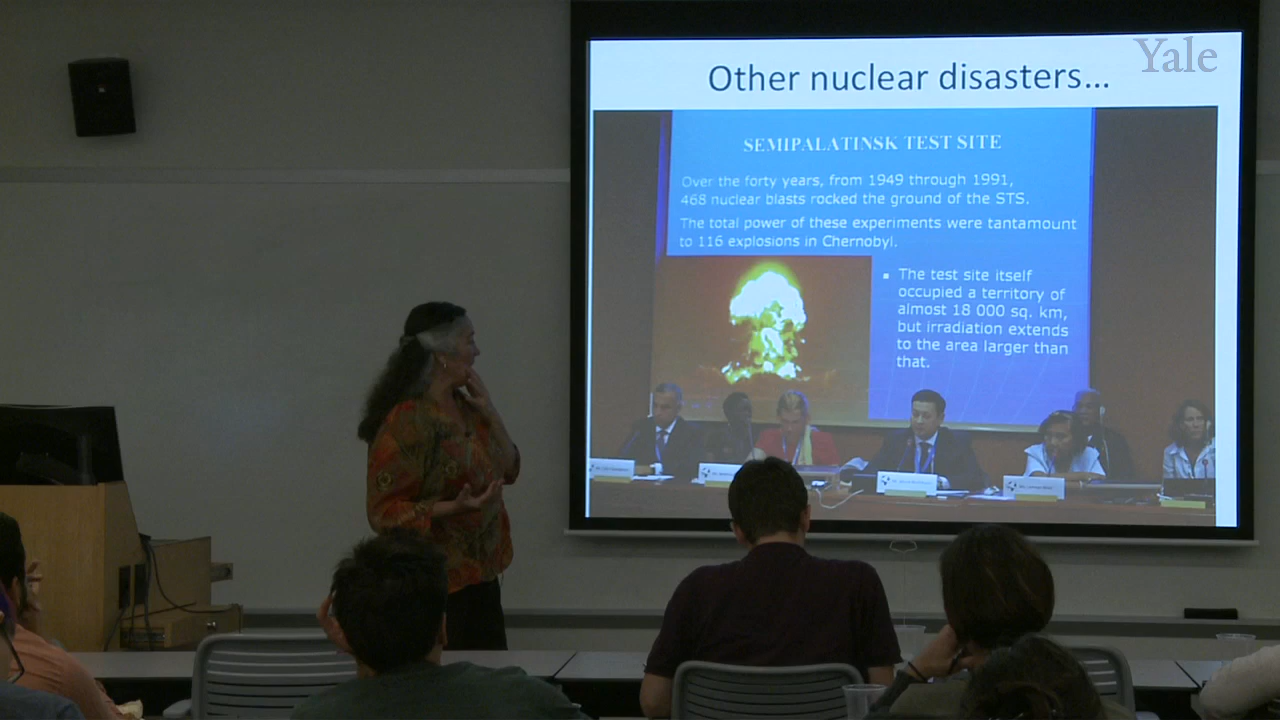 Yale
Other nuclear disasters...
SEMIPALATINSK TEST SITE
Over the forty years, from 1949 through 1991,
468 nuclear blasts rocked the ground of the STS.
The total power of these experiments were tantamount
to 116 explosions in Chernobyl.
▪ The test site itself
occupied a territory of
almost 18 000 sq. km,
but irradiation extends
to the area larger than
that.